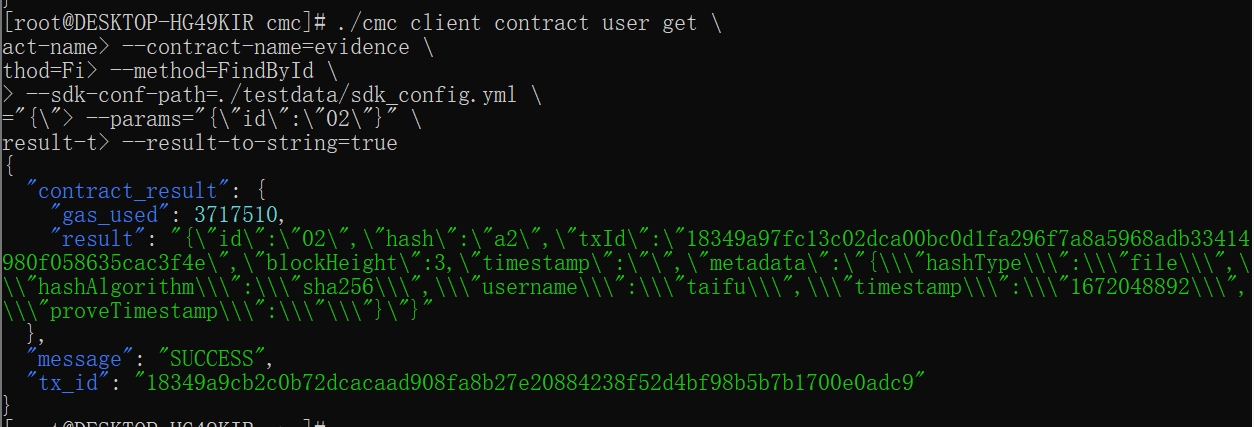 [root@DESKTOP-HG49KIR cmc]# ./cmc client contract user get \
act-name> --contract-name=evidence \
thod=Fi> --method=FindById \
> --sdk-conf-path=./testdata/sdk_config.yml \
="{\"> --params="{\"id\":\"02\"}" \
result-t> --result-to-string=true
{
"contract_result": {
"gas_used": 3717510,
"result": "{\"id\":\"02\",\"hash\":\"a2\",\"txId\":\"18349a97fc13c02dca00bc0d1fa296f7a8a5968adb33414
980f058635cac3f4e\",\"blockHeight\":3,\"timestamp\":\"\",\"metadata\":\"{\\\"hashType\\\":\\\"file\\\",\
\\"hashAlgorithm\\\":\\\"sha256\\\",\\\"username\\\":\\\"taifu\\\",\\\"timestamp\\\":\\\"1672048892\\\",
\\\"proveTimestamp\\\":\\\"\\\"}\"}"
},
"message": "SUCCESS",
"tx_id": "18349a9cb2c0b72dcacaad908fa8b27e20884238f52d4bf98b5b7b1700e0adc9"
}
[root@DESKTOP-HG49KIR cmc]#